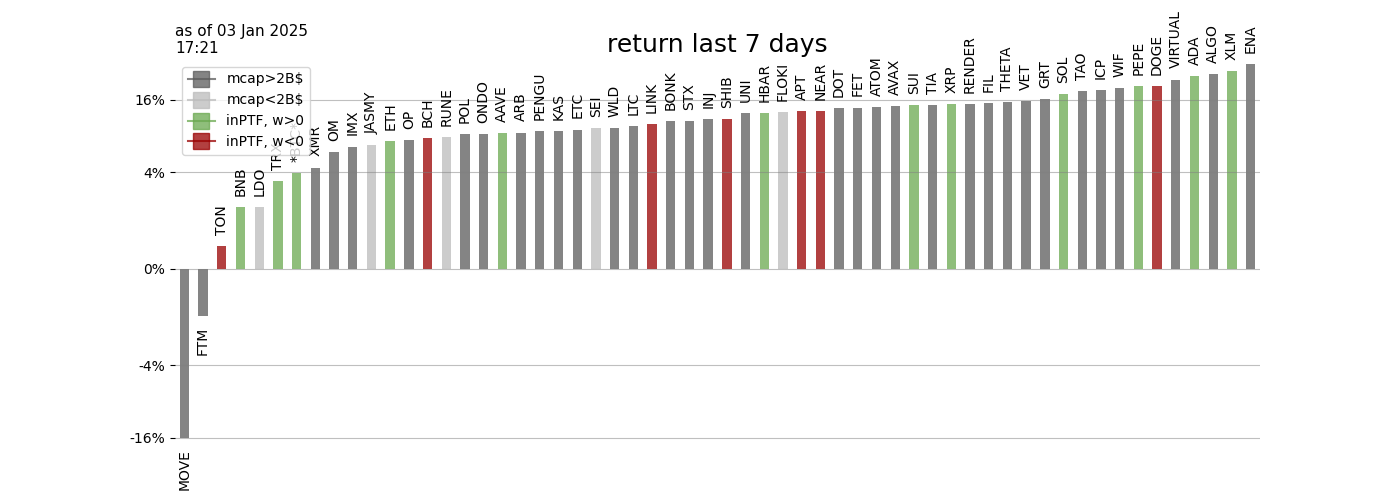 as of 03 Jan 2025
17:21
return last 7 days
mcap>2B$
mcap<2B$
inPTF, w>0
inPTF, w<0
16%
4%
0%
-4%
-16%
MOVE
FTM
TON
BNB
LDO
XMR
OM
IMX
JASMY
ETH
OP
BCH
RUNE
POL
ONDO
AAVE
ARB
PENGU
KAS
ETC
SEI
WLD
LTC
LINK
BONK
STX
INJ
SHIB
UNI
HBAR
FLOKI
APT
NEAR
DOT
FET
ATOM
AVAX
SUI
TIA
XRP
RENDER
FIL
THETA
VET
GRT
SOL
TAO
ICP
WIF
PEPE
DOGE
VIRTUAL
ADA
ALGO
XLM
ENA